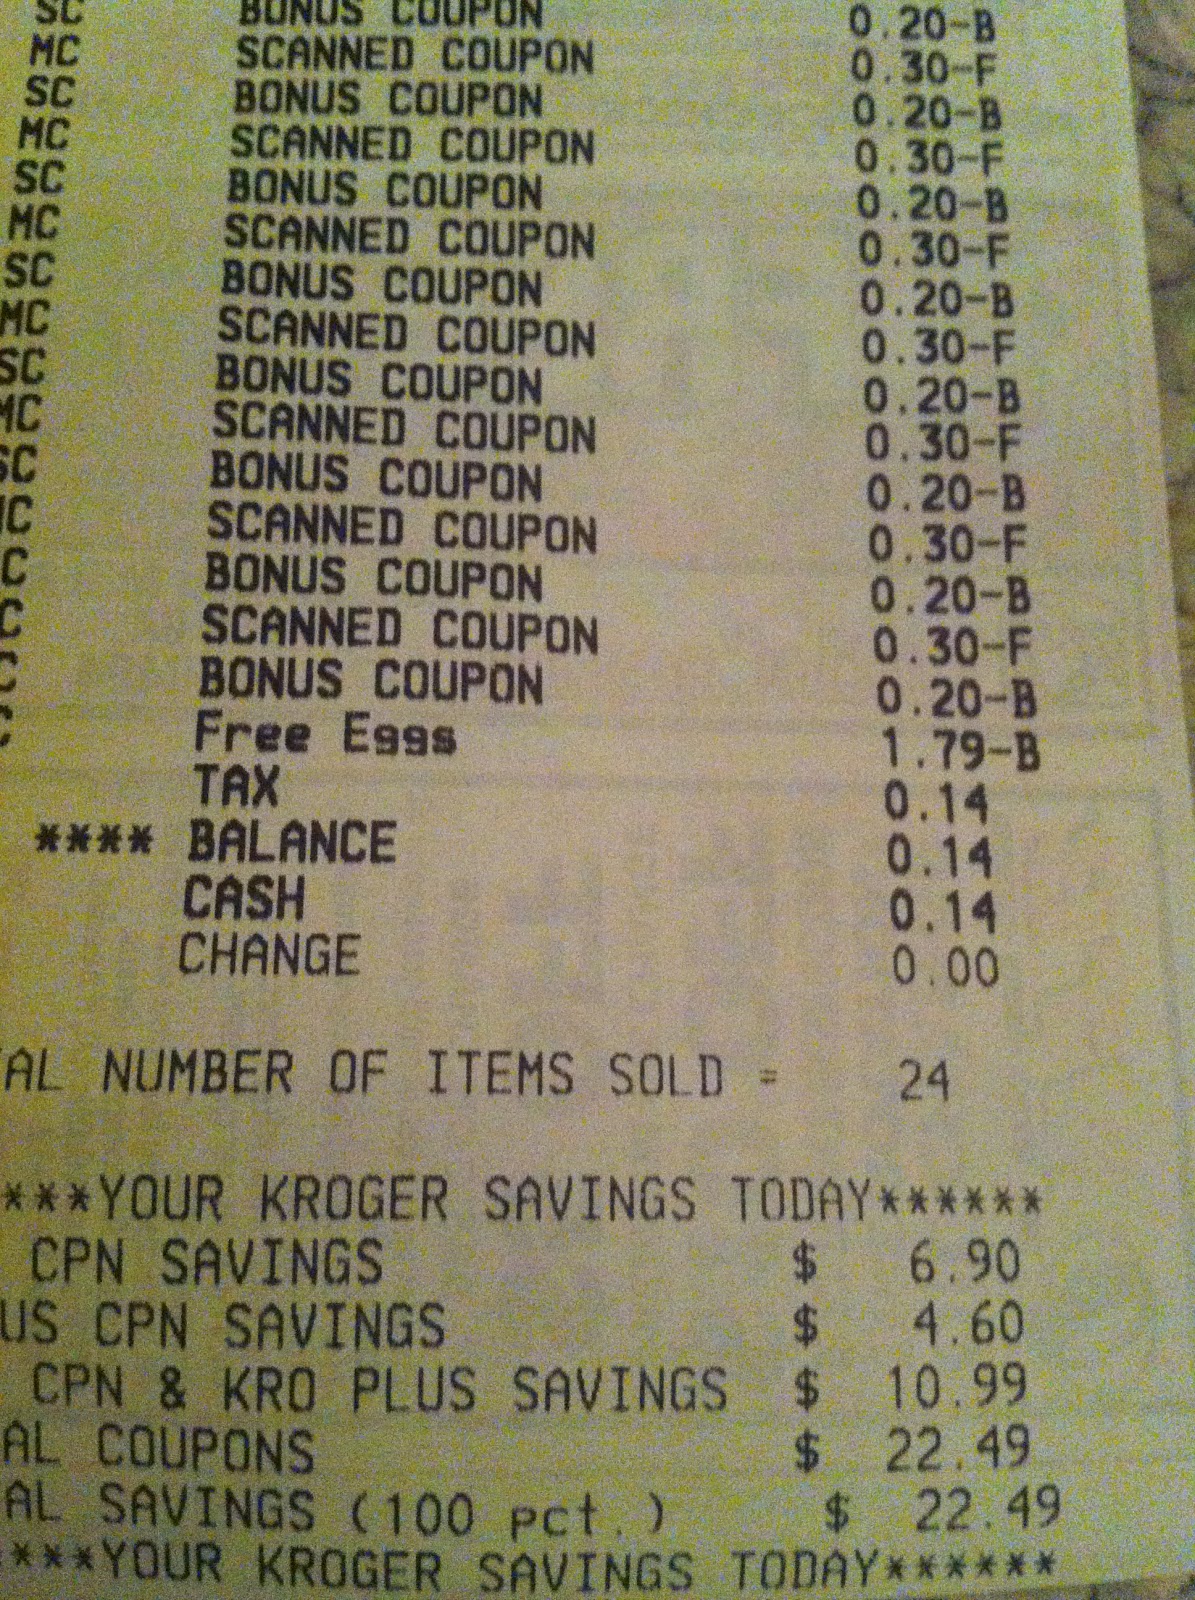 SC BONUS COUPON 0.20-B
MC SCANNED COUPON 0.30-F
SC BONUS COUPON 0.20-B
MC SCANNED COUPON 0.30-F
SC BONUS COUPON 0.20-B
MC SCANNED COUPON 0.30-F
SC BONUS COUPON 0.20-B
MC SCANNED COUPON 0.30-F
SC BONUS COUPON 0.20-B
MC SCANNED COUPON 0.30-F
SC BONUS COUPON 0.20-B
C SCANNED COUPON 0.30-F
C BONUS COUPON 0.20-B
C SCANNED COUPON 0.30-F
C BONUS COUPON 0.20-B
C Free Eggs 1.79-B
TAX 0.14
**** BALANCE 0.14
CASH 0.14
CHANGE 0.00
AL NUMBER OF ITEMS SOLD = 24
***YOUR KROGER SAVINGS TODAY******
CPN SAVINGS $ 6.90
US CPN SAVINGS $ 4.60
CPN & KRO PLUS SAVINGS $ 10.99
AL COUPONS $ 22.49
AL SAVINGS (100 pct.) $ 22.49
****YOUR KROGER SAVINGS TODAY******